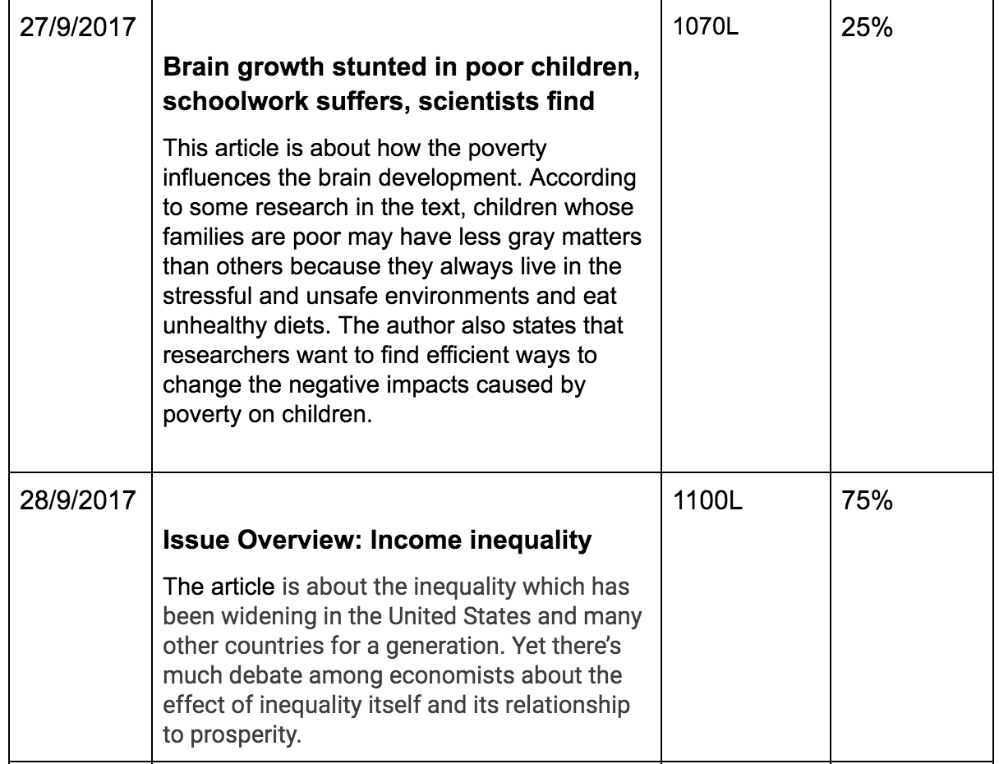 27/9/2017
Brain growth stunted in poor children,
schoolwork suffers, scientists find
This article is about how the poverty
influences the brain development. According
to some research in the text, children whose
families are poor may have less gray matters
than others because they always live in the
stressful and unsafe environments and eat
unhealthy diets. The author also states that
researchers want to find efficient ways to
change the negative impacts caused by
poverty on children.
1070L
25%
28/9/2017
Issue Overview: Income inequality
The article is about the inequality which has
been widening in the United States and many
other countries for a generation. Yet there’s
much debate among economists about the
effect of inequality itself and its relationship
to prosperity.
1100L
75%